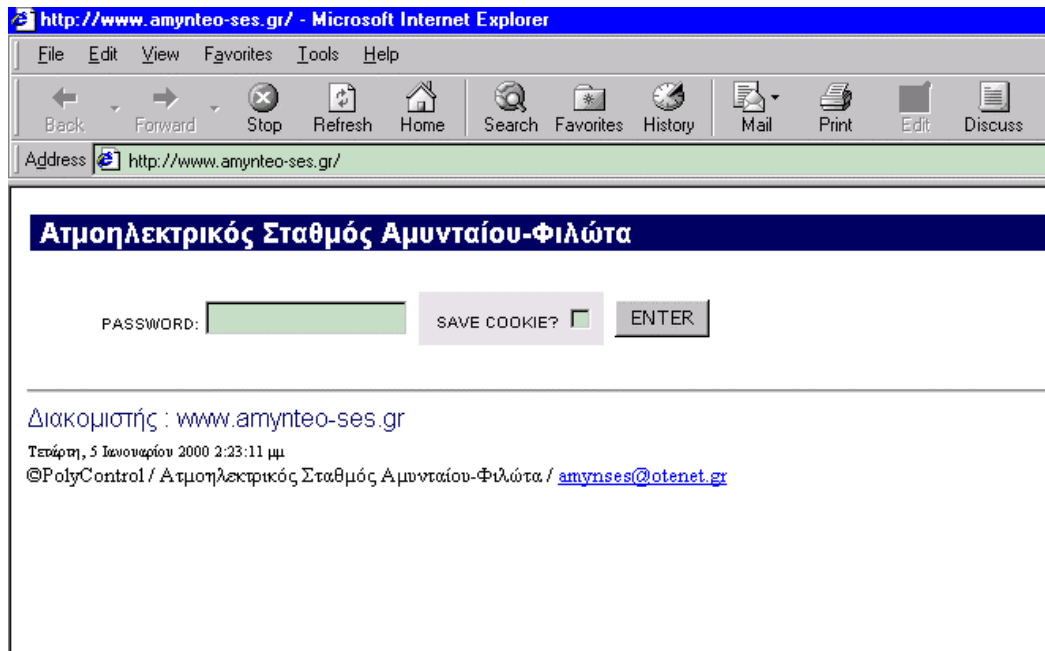 http://www.amynteo-ses.gr/ - Microsoft Internet Explorer
File Edit View Favorites Tools Help
Back Forward Stop Refresh Home Search Favorites History Mail Print Edit Discuss
Address http://www.amynteo-ses.gr/
Ατμοηλεκτρικός Σταθμός Αμυνταίου-Φιλώτα
PASSWORD: SAVE COOKIE? ENTER
Διακομιστής : www.amynteo-ses.gr
Τετάρτη, 5 Ιανουαρίου 2000 2:23:11 μμ
©PolyControl / Ατμοηλεκτρικός Σταθμός Αμυνταίου-Φιλώτα / amynses@otenet.gr